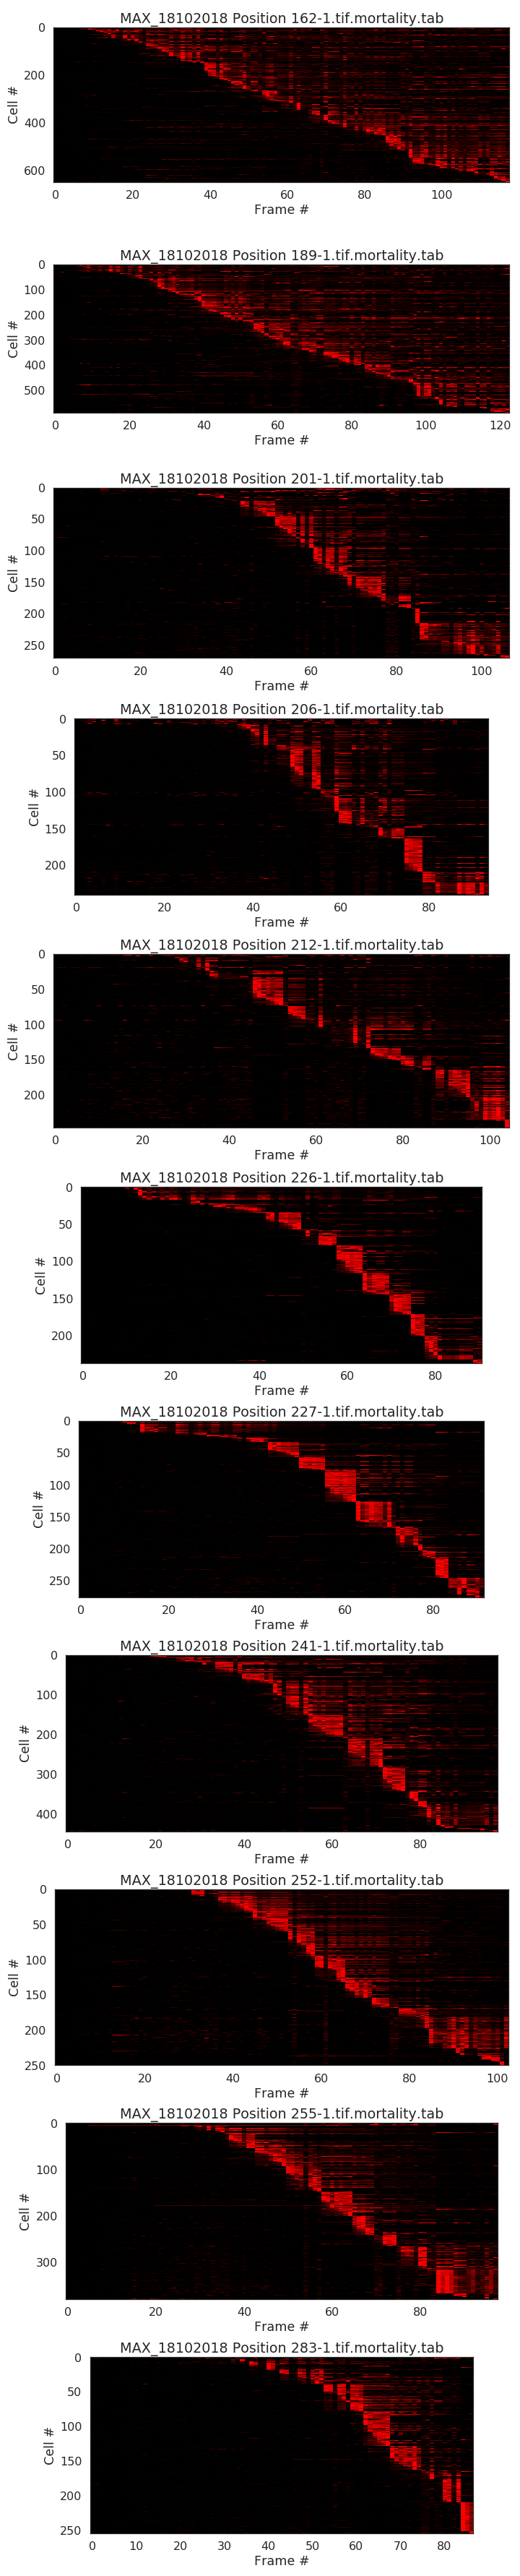 MAX_18102018 Position 162-1.tif.mortality.tab
0
200
400
600
Cell #
0 20 40 60 80 100
Frame #
MAX_18102018 Position 189-1.tif.mortality.tab
0
100
200
300
400
500
Cell #
0 20 40 60 80 100 120
Frame #
MAX_18102018 Position 201-1.tif.mortality.tab
0
50
100
150
200
250
Cell #
0 20 40 60 80 100
Frame #
MAX_18102018 Position 206-1.tif.mortality.tab
0
50
100
150
200
Cell #
0 20 40 60 80
Frame #
MAX_18102018 Position 212-1.tif.mortality.tab
0
50
100
150
200
Cell #
0 20 40 60 80 100
Frame #
MAX_18102018 Position 226-1.tif.mortality.tab
0
50
100
150
200
Cell #
0 20 40 60 80
Frame #
MAX_18102018 Position 227-1.tif.mortality.tab
0
50
100
150
200
250
Cell #
0 20 40 60 80
Frame #
MAX_18102018 Position 241-1.tif.mortality.tab
0
100
200
300
400
Cell #
0 20 40 60 80
Frame #
MAX_18102018 Position 252-1.tif.mortality.tab
0
50
100
150
200
250
Cell #
0 20 40 60 80 100
Frame #
MAX_18102018 Position 255-1.tif.mortality.tab
0
100
200
300
Cell #
0 20 40 60 80
Frame #
MAX_18102018 Position 283-1.tif.mortality.tab
0
50
100
150
200
250
Cell #
0 10 20 30 40 50 60 70 80
Frame #